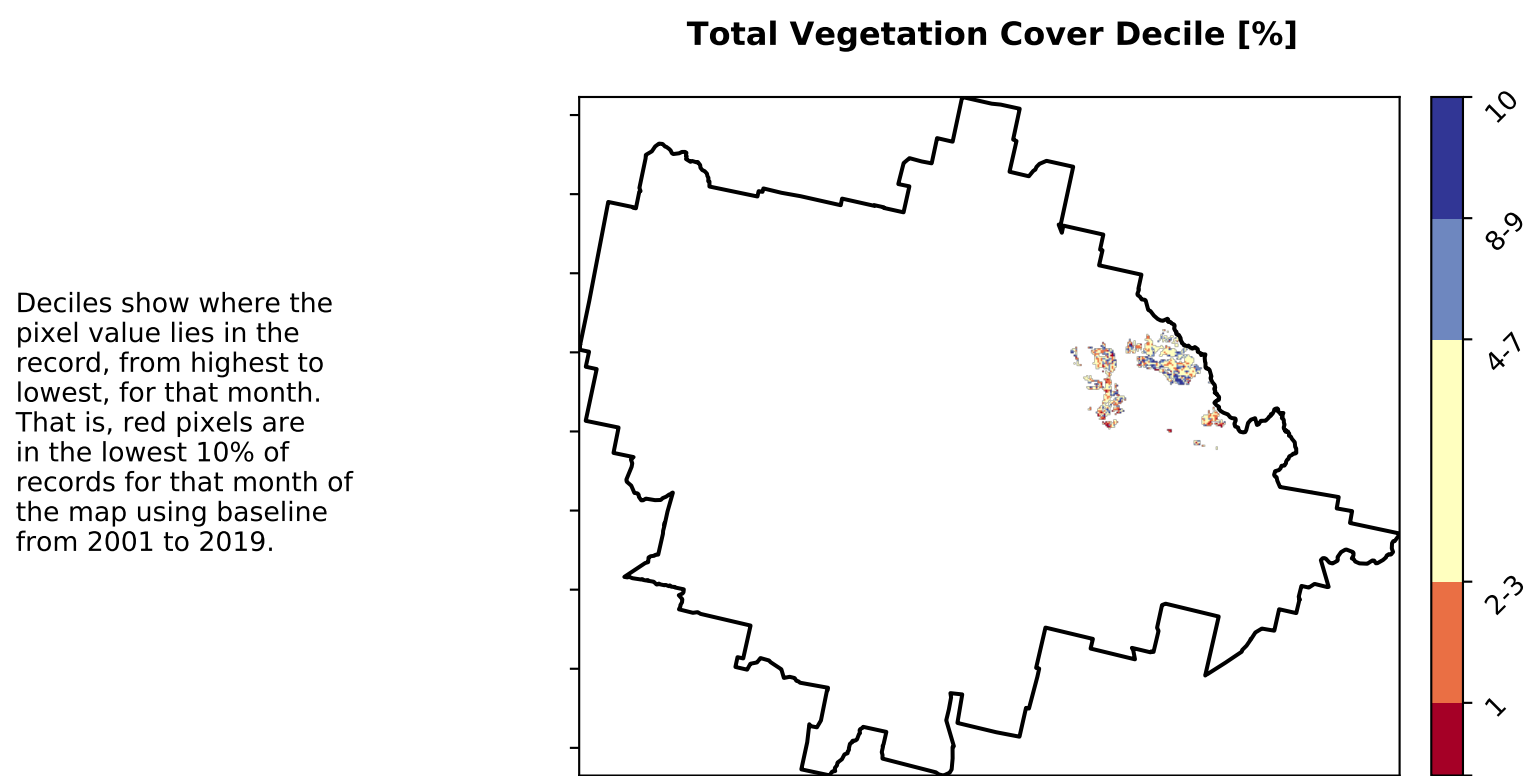 Total Vegetation Cover Decile [%]
Deciles show where the
pixel value lies in the
record, from highest to
lowest, for that month.
That is, red pixels are
in the lowest 10% of
records for that month of
the map using baseline
from 2001 to 2019.
10
8-9
4-7
2-3
1